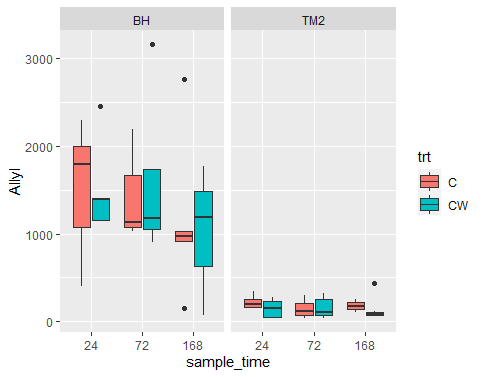 BH TM2
3000
2000
1000
0
Allyl
24 72 168 24 72 168
sample_time
trt
C
CW